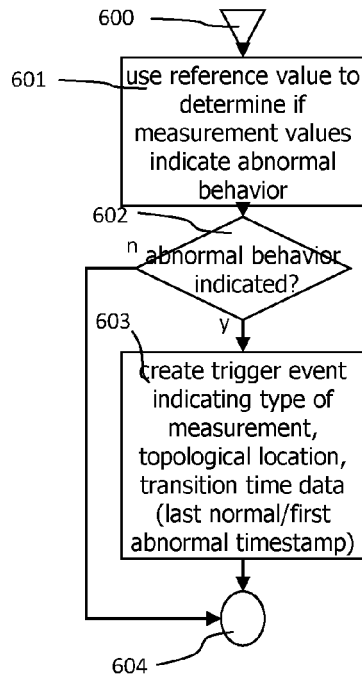 600
601
use reference value to
determine if
measurement values
indicate abnormal
behavior
602
n
abnormal behavior
indicated?
y
603
create trigger event
indicating type of
measurement,
topological location,
transition time data
(last normal/first
abnormal timestamp)
604